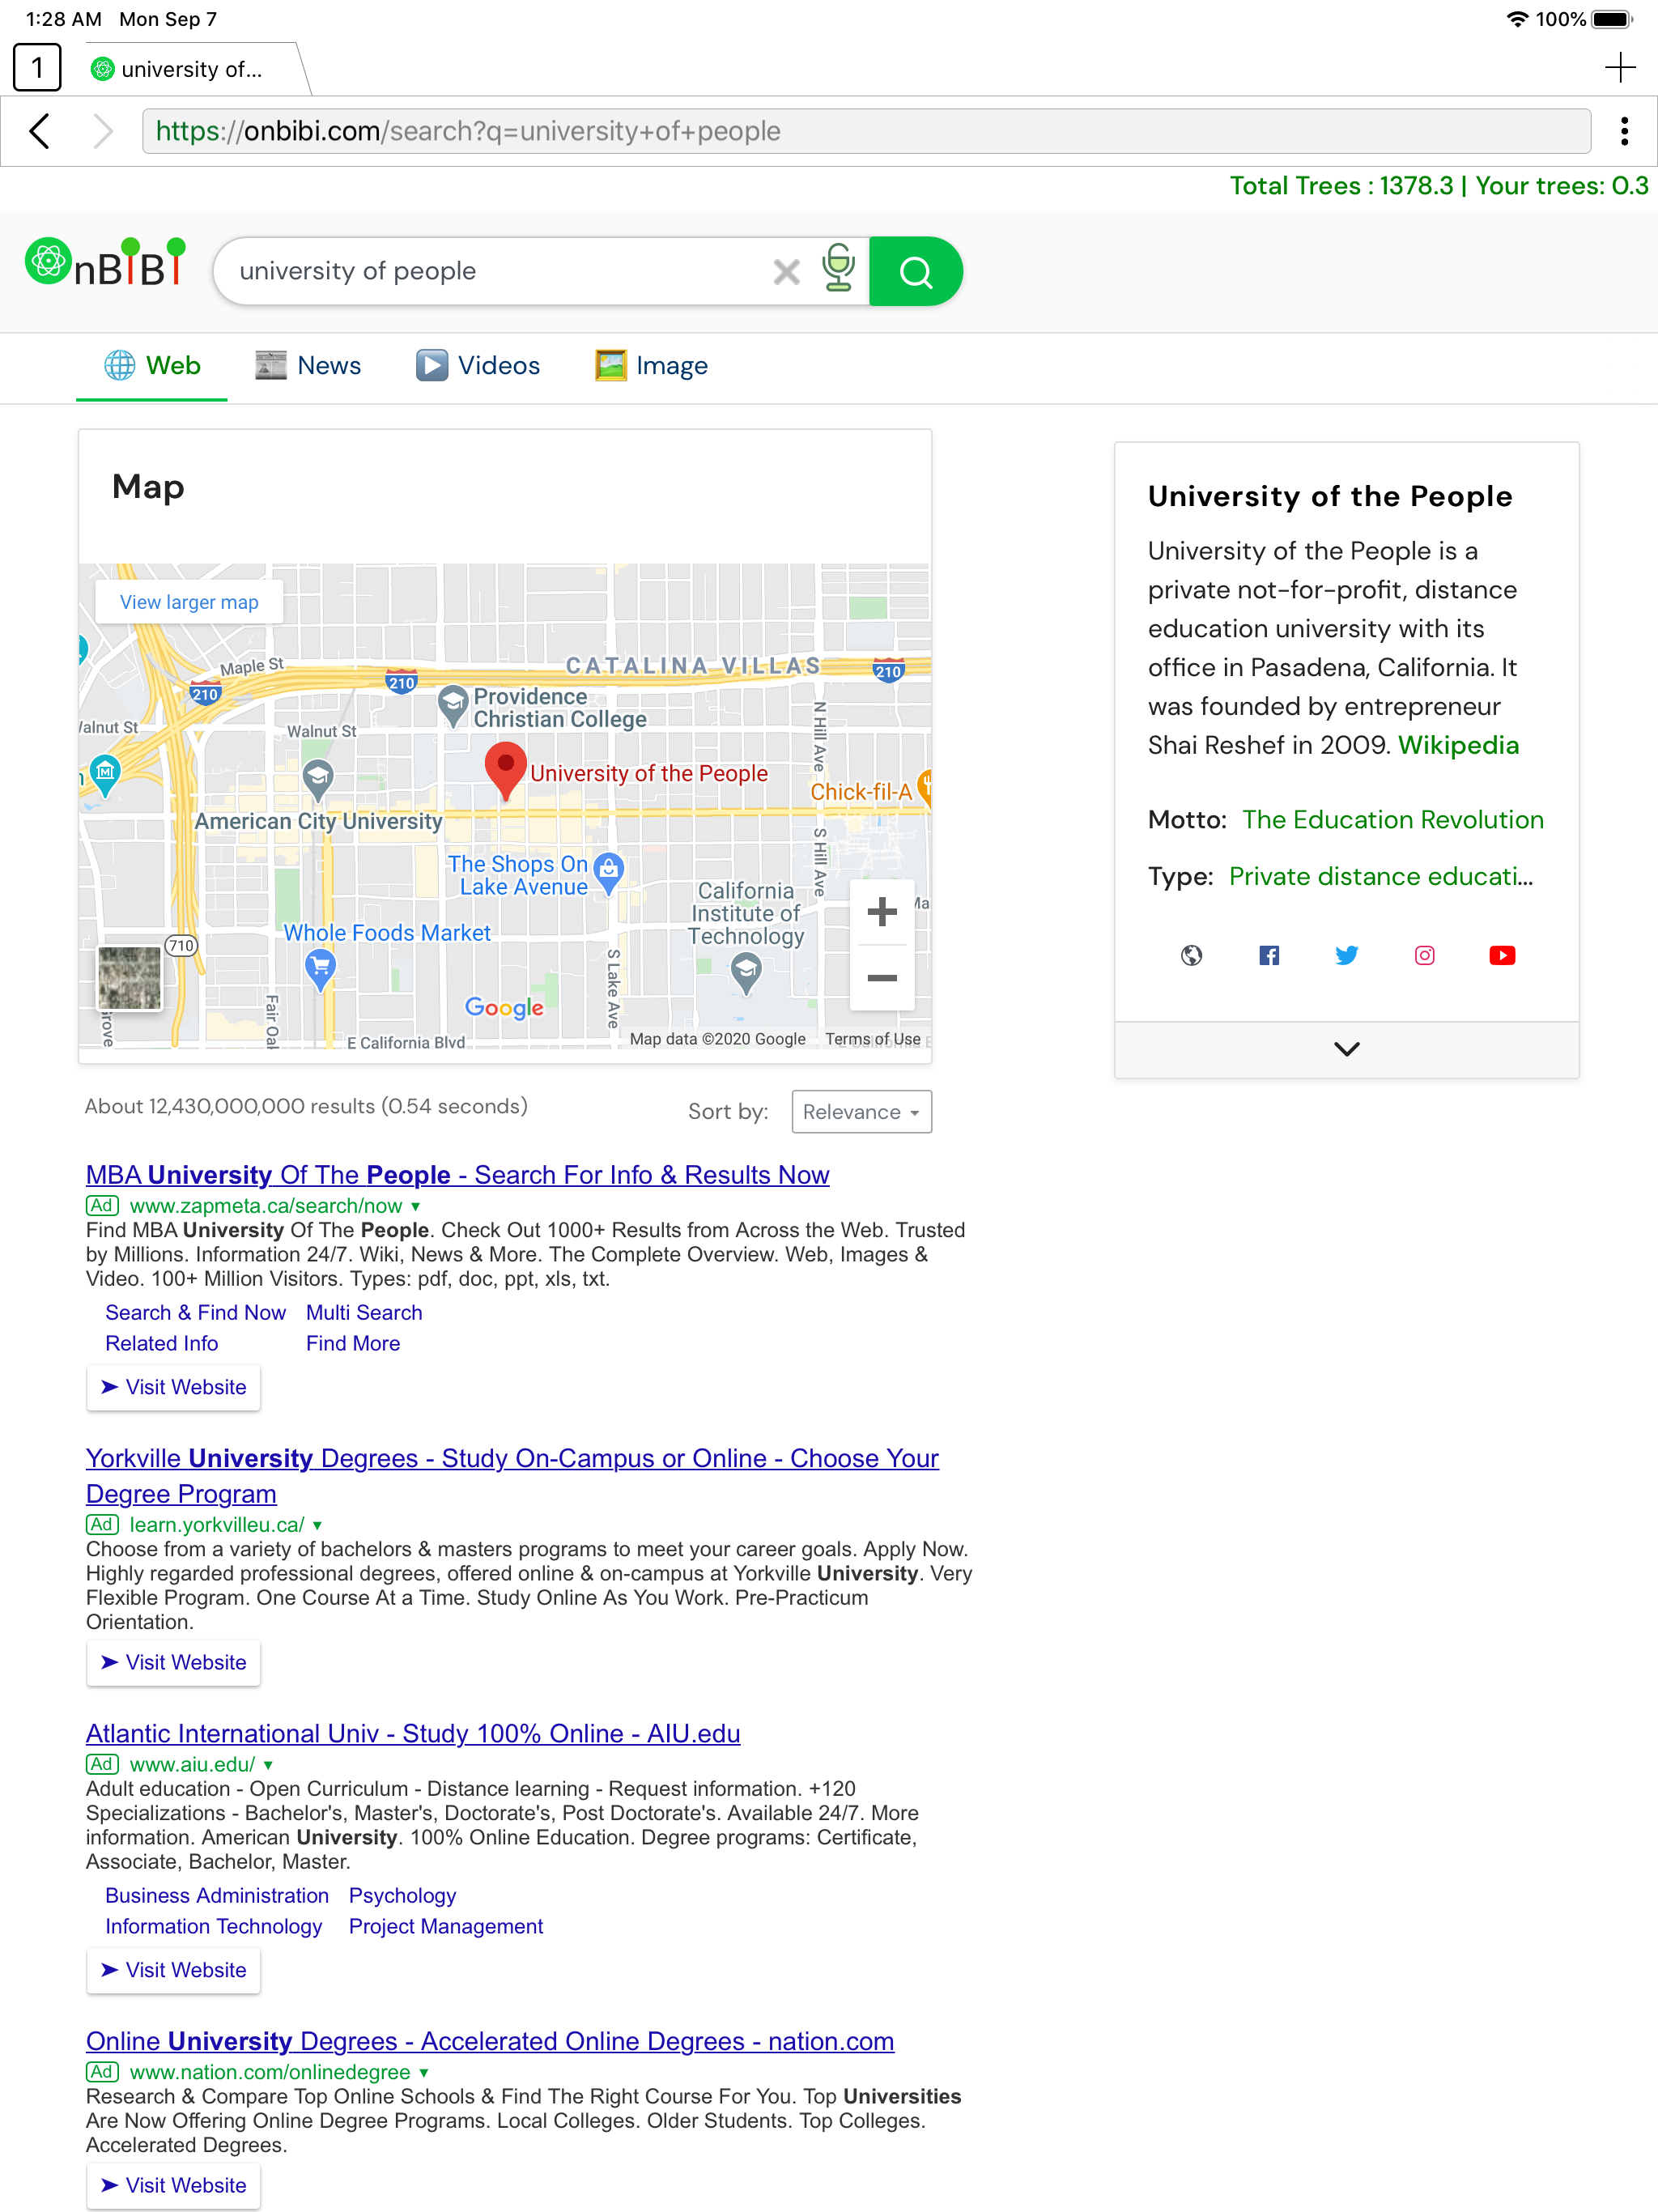 1:28 AM Mon Sep 7
100%
1
university of...
https://onbibi.com/search?q=university+of+people
Total Trees : 1378.3 | Your trees: 0.3
OnBiBi
university of people
Web
News
Videos
Image
Map
View larger map
Maple St
210
210
CATALINA VILLAS
210
Providence
Christian College
N Hill Ave
Walnut St
University of the People
Chick-fil-A
American City University
The Shops On
Lake Avenue
S Hill Ave
California
Institute of
Technology
Whole Foods Market
710
S Lake Ave
Google
E California Blvd
Map data ©2020 Google
Terms of Use
University of the People
University of the People is a
private not-for-profit, distance
education university with its
office in Pasadena, California. It
was founded by entrepreneur
Shai Reshef in 2009. Wikipedia
Motto: The Education Revolution
Type: Private distance educati...
About 12,430,000,000 results (0.54 seconds)
Sort by:
Relevance
MBA University Of The People - Search For Info & Results Now
Ad www.zapmeta.ca/search/now
Find MBA University Of The People. Check Out 1000+ Results from Across the Web. Trusted
by Millions. Information 24/7. Wiki, News & More. The Complete Overview. Web, Images &
Video. 100+ Million Visitors. Types: pdf, doc, ppt, xls, txt.
Search & Find Now Multi Search
Related Info Find More
Visit Website
Yorkville University Degrees - Study On-Campus or Online - Choose Your
Degree Program
Ad learn.yorkvilleu.ca/
Choose from a variety of bachelors & masters programs to meet your career goals. Apply Now.
Highly regarded professional degrees, offered online & on-campus at Yorkville University. Very
Flexible Program. One Course At a Time. Study Online As You Work. Pre-Practicum
Orientation.
Visit Website
Atlantic International Univ - Study 100% Online - AIU.edu
Ad www.aiu.edu/
Adult education - Open Curriculum - Distance learning - Request information. +120
Specializations - Bachelor's, Master's, Doctorate's, Post Doctorate's. Available 24/7. More
information. American University. 100% Online Education. Degree programs: Certificate,
Associate, Bachelor, Master.
Business Administration Psychology
Information Technology Project Management
Visit Website
Online University Degrees - Accelerated Online Degrees - nation.com
Ad www.nation.com/onlinedegree
Research & Compare Top Online Schools & Find The Right Course For You. Top Universities
Are Now Offering Online Degree Programs. Local Colleges. Older Students. Top Colleges.
Accelerated Degrees.
Visit Website